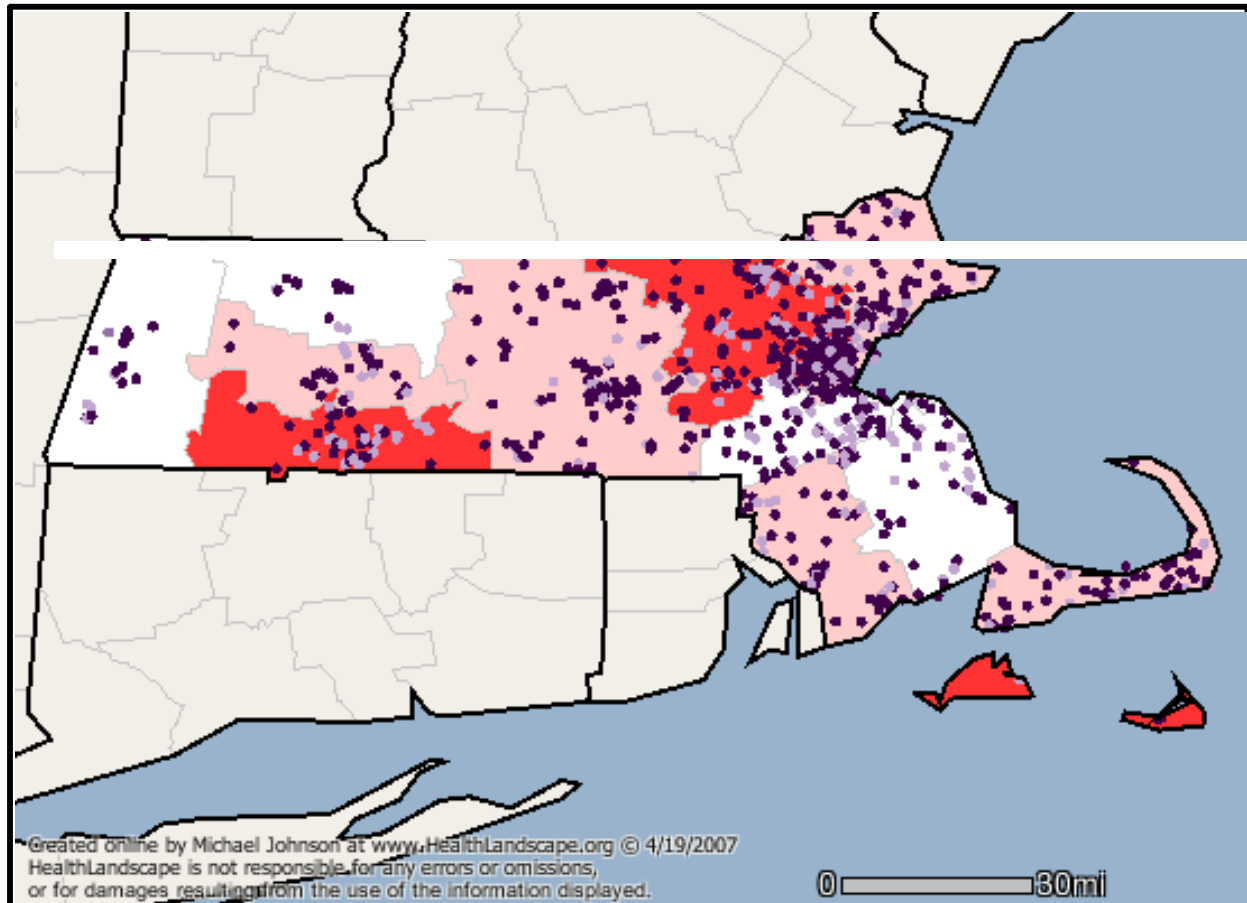 Created online by Michael Johnson at www.HealthLandscape.org © 4/19/2007
HealthLandscape is not responsible for any errors or omissions,
or for damages resulting from the use of the information displayed.
0 30mi